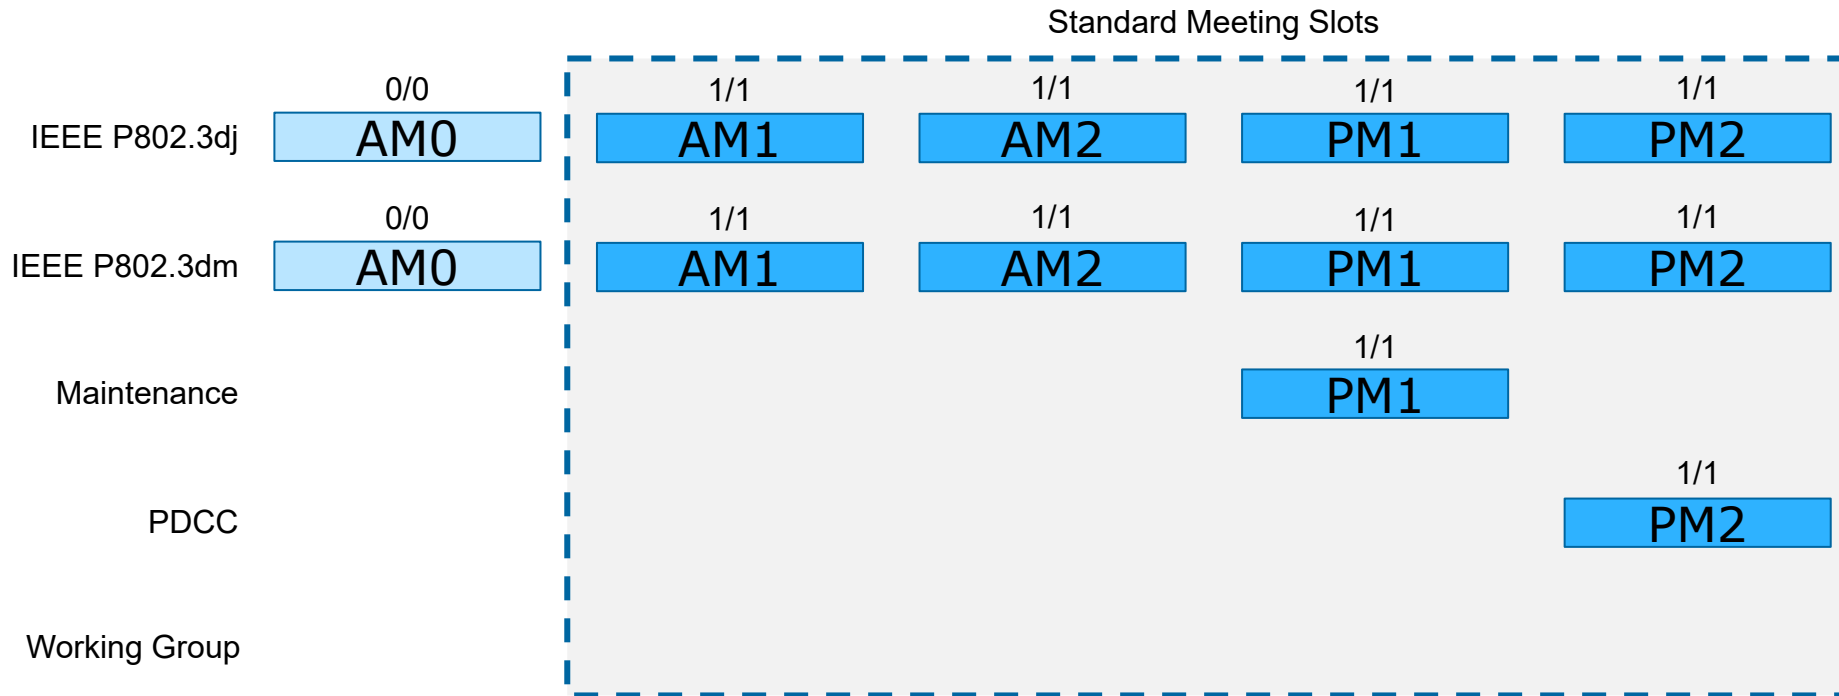 Standard Meeting Slots
0/0 1/1 1/1 1/1 1/1
IEEE P802.3dj AM0 AM1 AM2 PM1 PM2
0/0 1/1 1/1 1/1 1/1
IEEE P802.3dm AM0 AM1 AM2 PM1 PM2
1/1
Maintenance PM1
1/1
PDCC PM2
Working Group